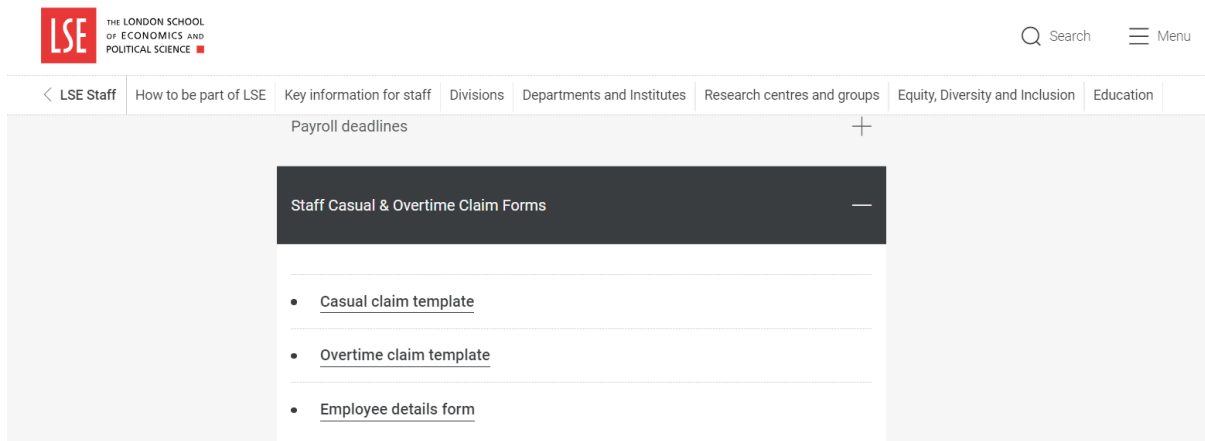 LSE
THE LONDON SCHOOL
OF ECONOMICS AND
POLITICAL SCIENCE
Search
Menu
LSE Staff
How to be part of LSE
Key information for staff
Divisions
Departments and Institutes
Research centres and groups
Equity, Diversity and Inclusion
Education
Payroll deadlines
Staff Casual & Overtime Claim Forms
Casual claim template
Overtime claim template
Employee details form